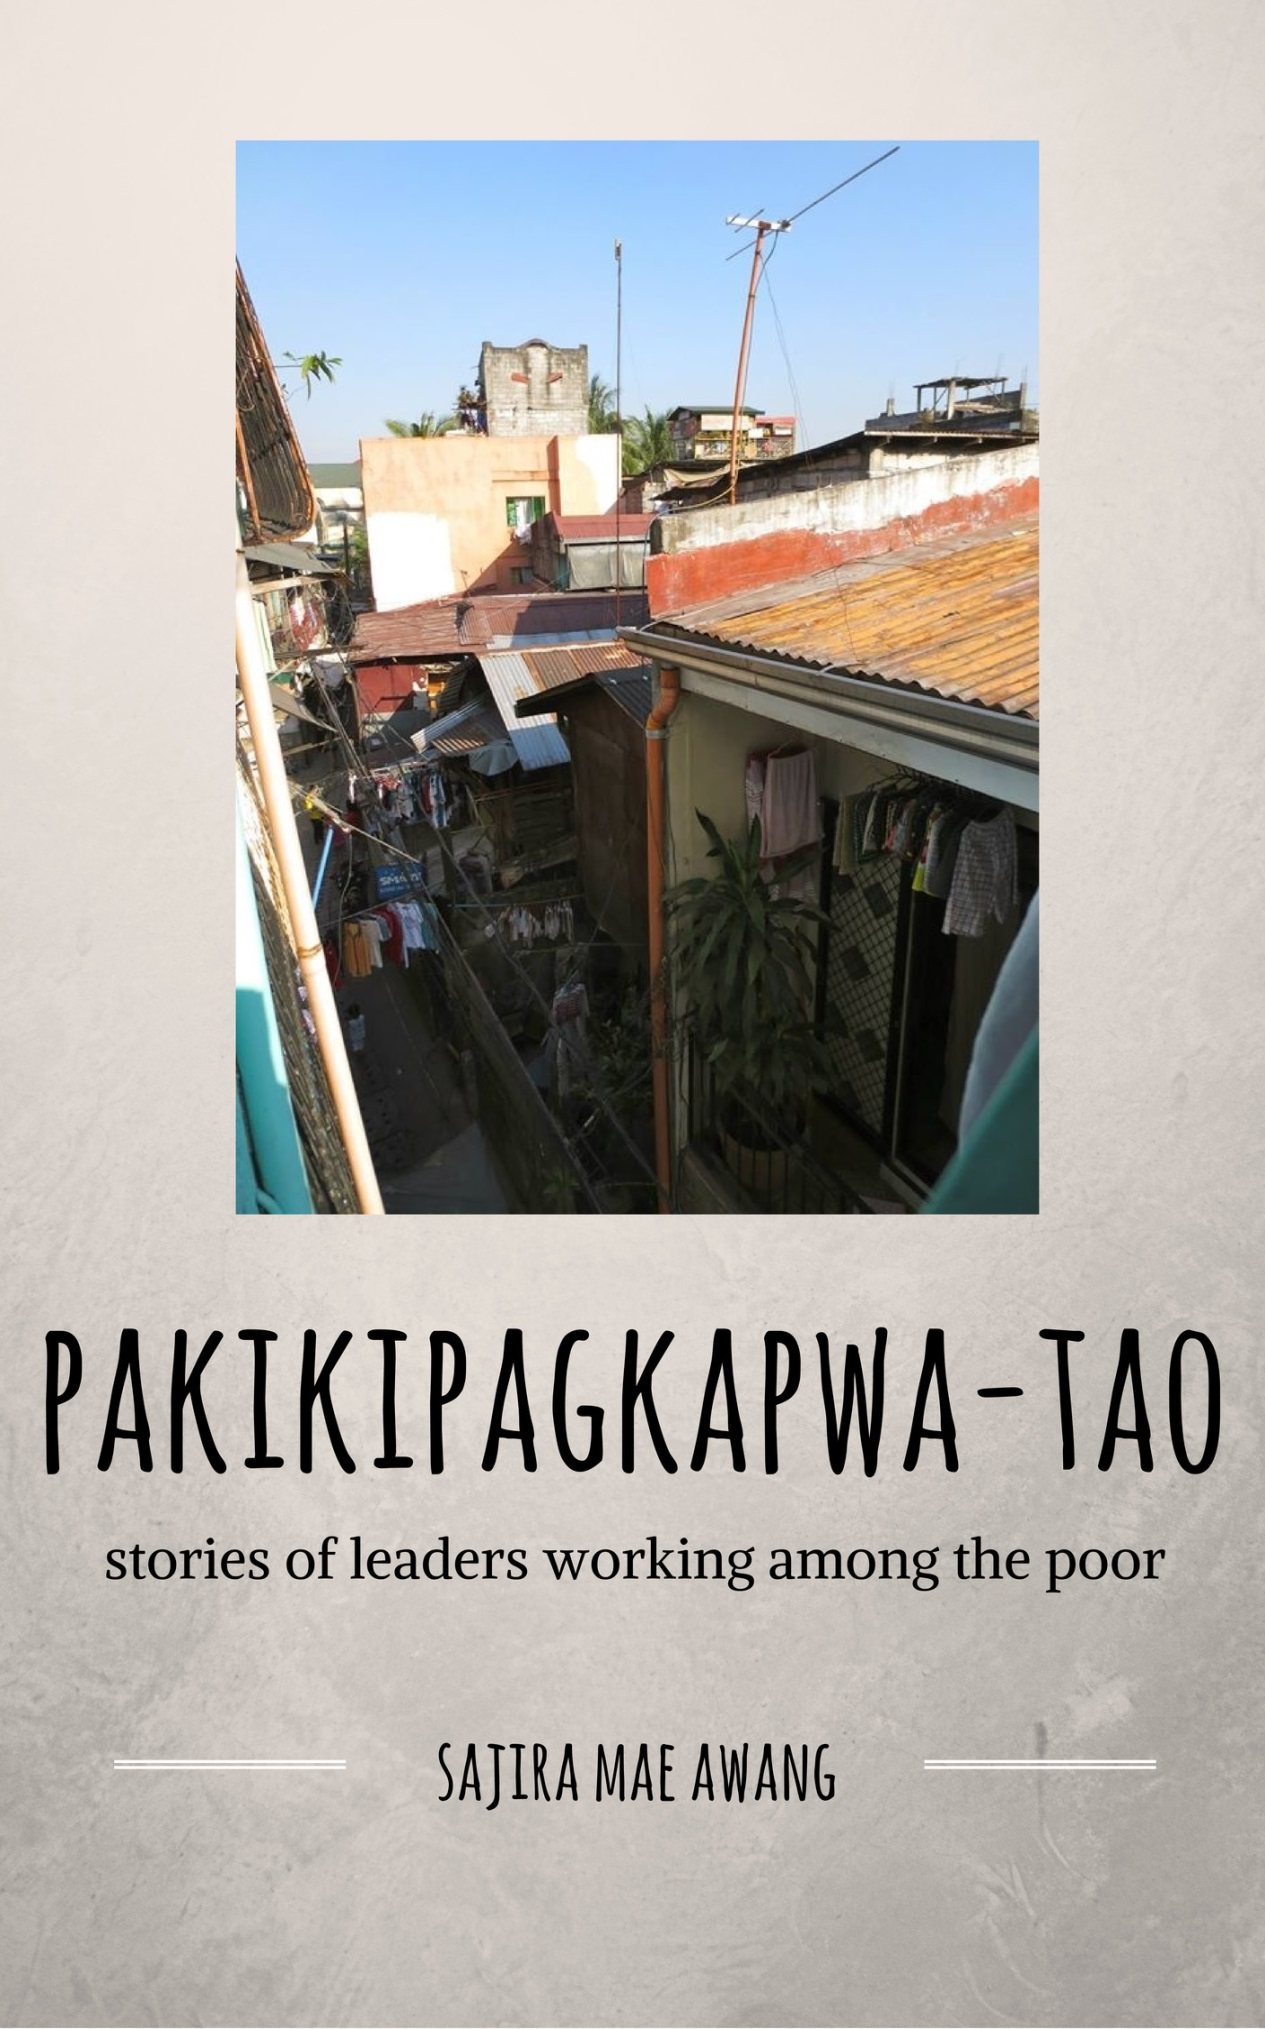 PAKIKIPAGKAPWA-TAO
stories of leaders working among the poor
SAJIRA MAE AWANG